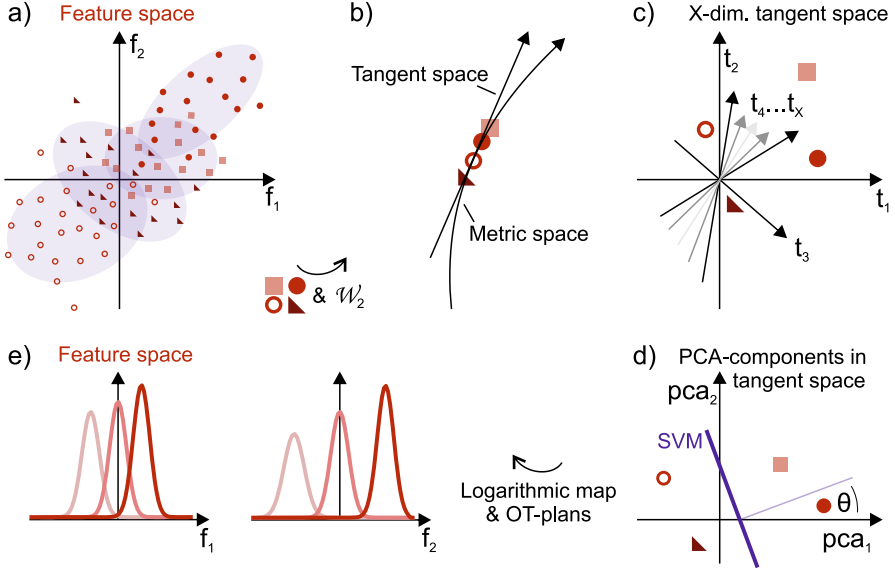 a) Feature space
f₂
f₁
b)
Tangent space
Metric space
& 𝒲₂
c) X-dim. tangent space
t₂
t₄...tₓ
t₁
t₃
e) Feature space
f₁
f₂
Logarithmic map
& OT-plans
d) PCA-components in
tangent space
pca₂
SVM
θ
pca₁